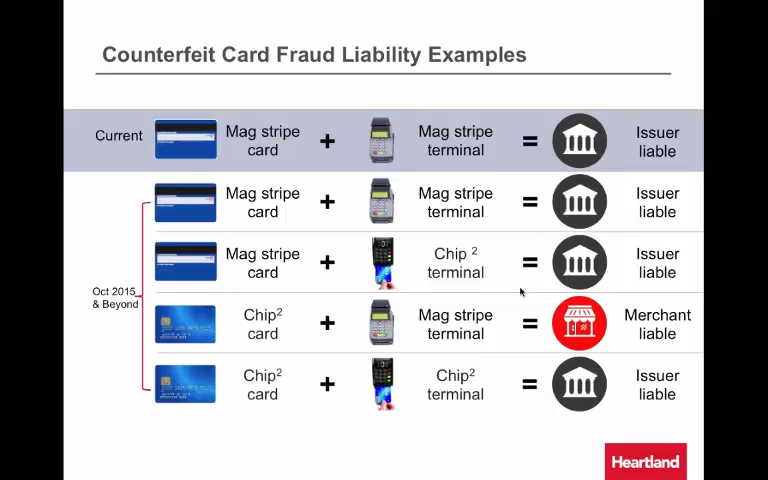 Counterfeit Card Fraud Liability Examples
Current
Mag stripe card + Mag stripe terminal = Issuer liable
Oct 2015 & Beyond
Mag stripe card + Mag stripe terminal = Issuer liable
Mag stripe card + Chip ² terminal = Issuer liable
Chip² card + Mag stripe terminal = Merchant liable
Chip² card + Chip² terminal = Issuer liable
Heartland